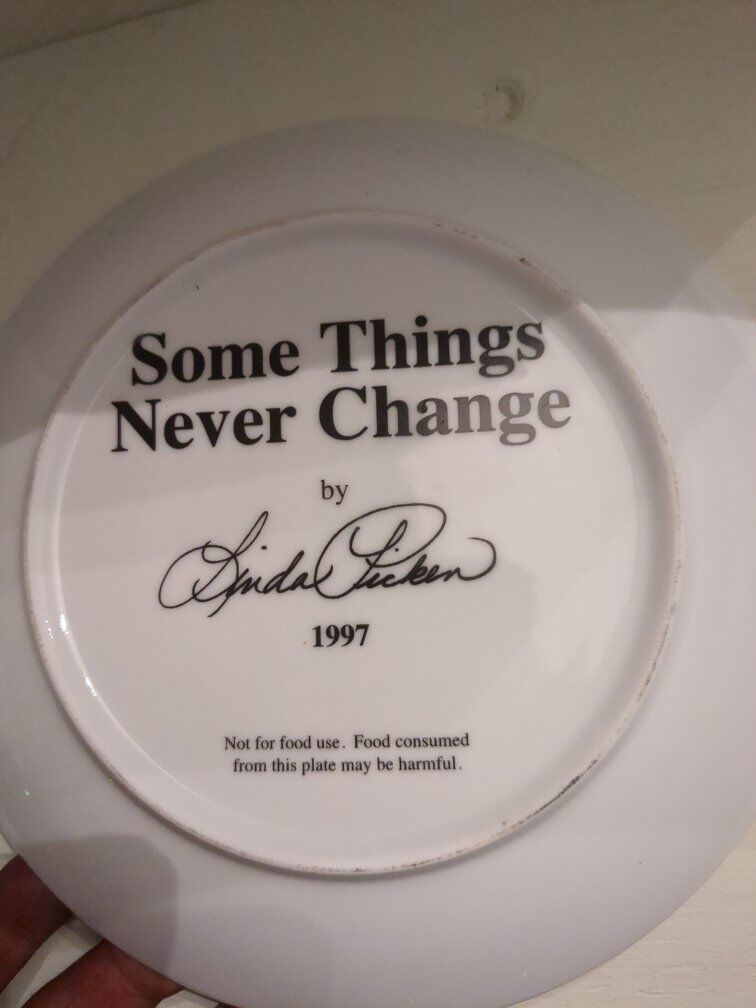 Some Things
Never Change
by
Linda Picken
1997
Not for food use. Food consumed
from this plate may be harmful.